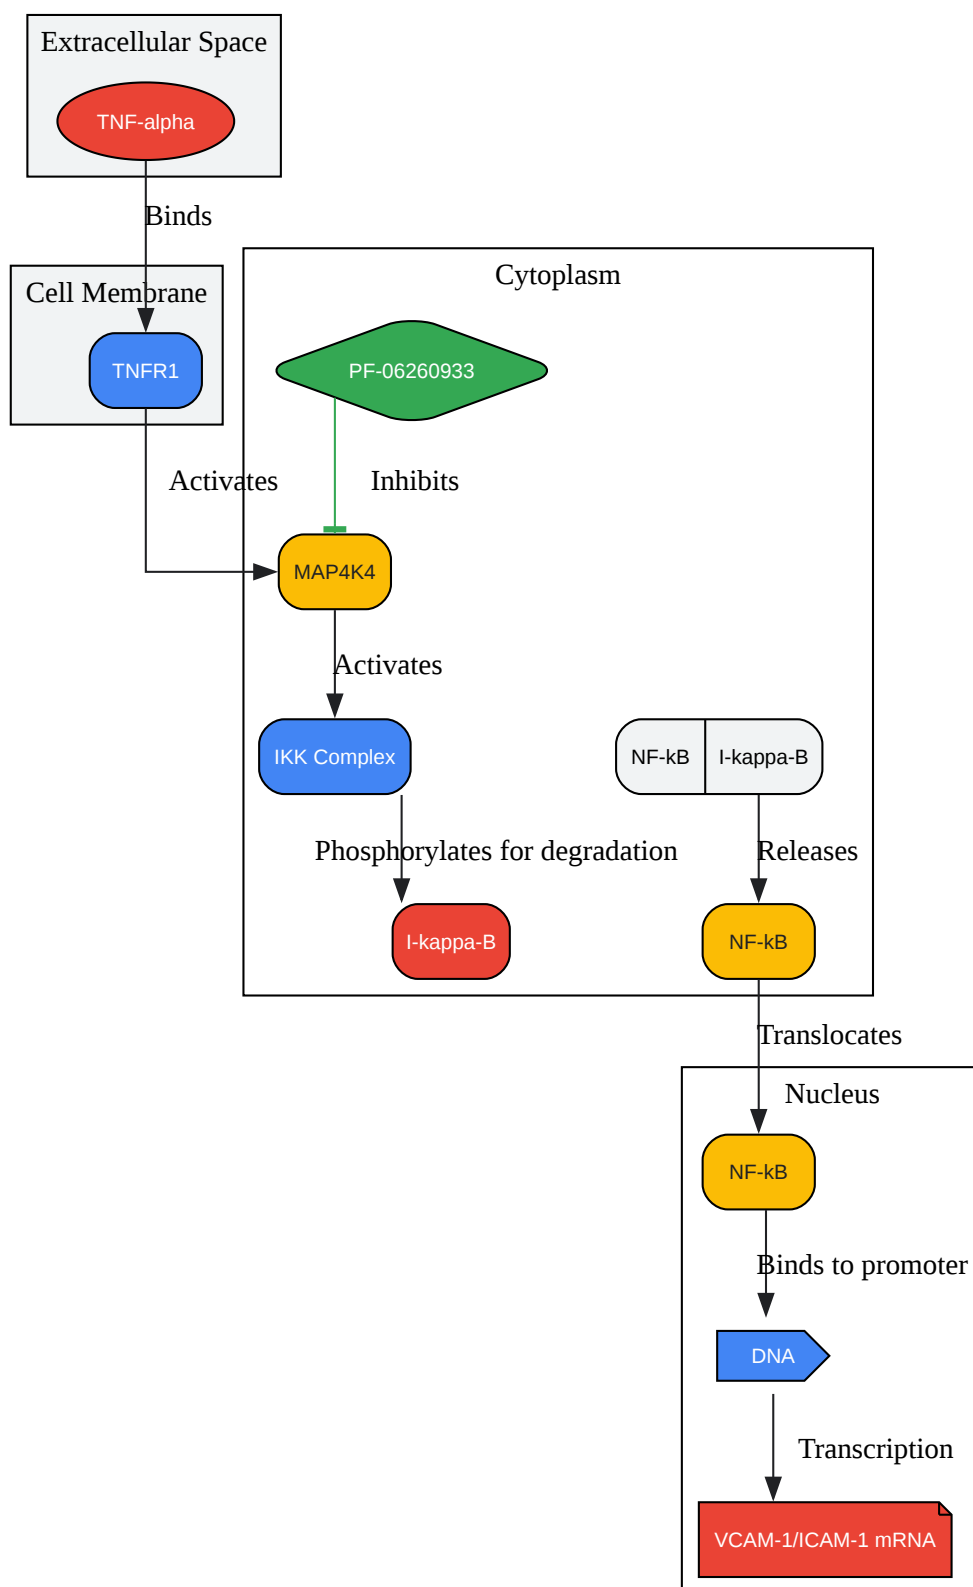 Extracellular Space
TNF-alpha
Binds
Cell Membrane
TNFR1
Cytoplasm
PF-06260933
Activates
Inhibits
MAP4K4
Activates
IKK Complex
NF-kB
I-kappa-B
Phosphorylates for degradation
Releases
I-kappa-B
NF-kB
Translocates
Nucleus
NF-kB
Binds to promoter
DNA
Transcription
VCAM-1/ICAM-1 mRNA